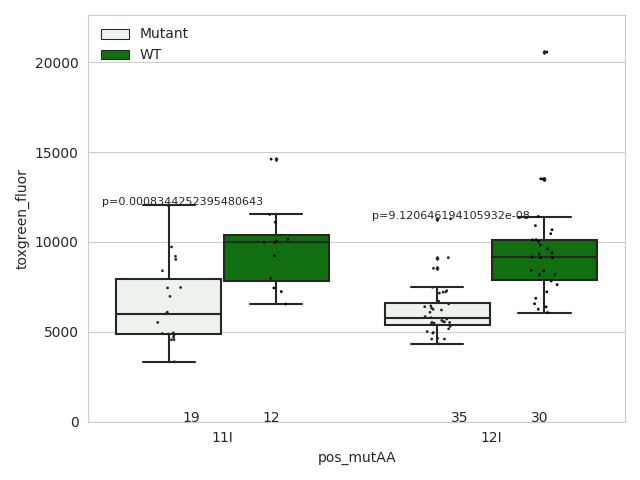 Mutant
WT
20000
15000
10000
5000
0
toxgreen_fluor
p=0.0008344252395480643
p=9.120646194105932e-08
19
12
35
30
11I
12I
pos_mutAA